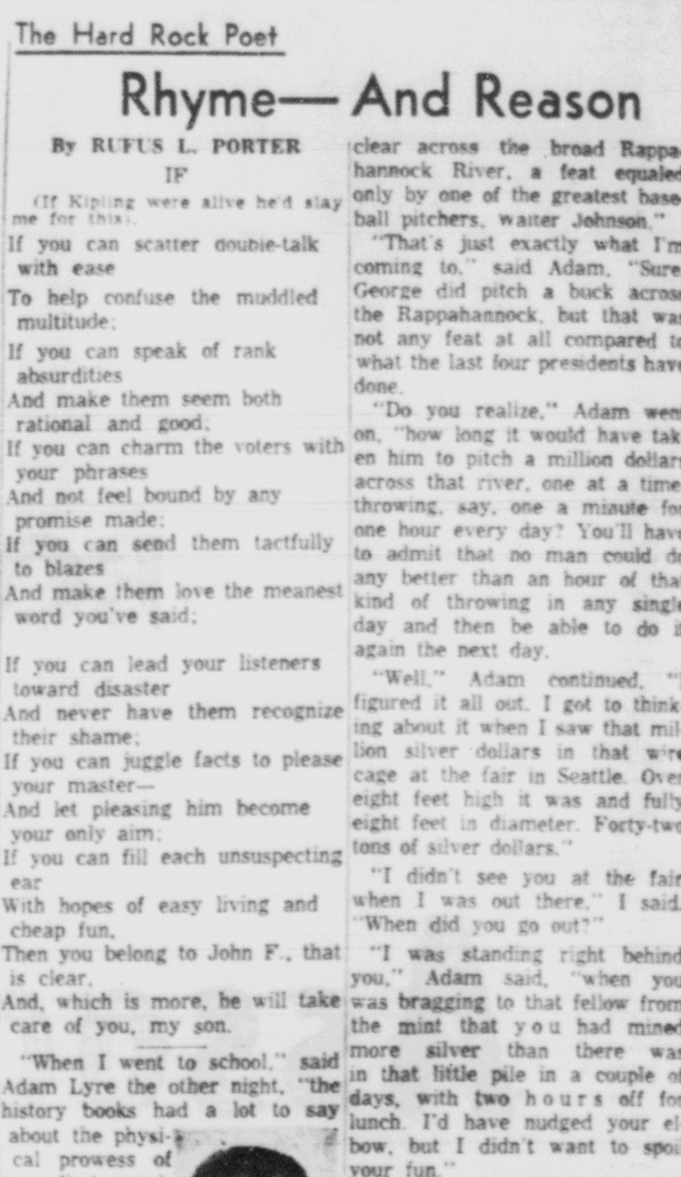 The Hard Rock Poet
Rhyme— And Reason
By RUFUS L. PORTER
IF
(If Kipling were alive he'd slay
me for this).
If you can scatter double-talk
with ease
To help confuse the muddled
multitude;
If you can speak of rank
absurdities
And make them seem both
rational and good;
If you can charm the voters with
your phrases
And not feel bound by any
promise made;
If you can send them tactfully
to blazes
And make them love the meanest
word you've said;
If you can lead your listeners
toward disaster
And never have them recognize
their shame;
If you can juggle facts to please
your master—
And let pleasing him become
your only aim;
If you can fill each unsuspecting
ear
With hopes of easy living and
cheap fun,
Then you belong to John F., that
is clear,
And, which is more, he will take
care of you, my son.
"When I went to school," said
Adam Lyre the other night, "the
history books had a lot to say
about the physi-
cal prowess of
clear across the broad Rappa-
hannock River, a feat equaled
only by one of the greatest base-
ball pitchers, Walter Johnson."
"That's just exactly what I'm
coming to," said Adam, "Sure
George did pitch a buck across
the Rappahannock, but that was
not any feat at all compared to
what the last four presidents have
done.
"Do you realize," Adam went
on, "how long it would have tak-
en him to pitch a million dollars
across that river, one at a time
throwing, say, one a minute for
one hour every day? You'll have
to admit that no man could do
any better than an hour of that
kind of throwing in any single
day and then be able to do it
again the next day.
"Well," Adam continued, "I
figured it all out. I got to think-
ing about it when I saw that mil-
lion silver dollars in that wire
cage at the fair in Seattle. Over
eight feet high it was and fully
eight feet in diameter. Forty-two
tons of silver dollars."
"I didn't see you at the fair
when I was out there," I said.
"When did you go out?"
"I was standing right behind
you," Adam said, "when you
was bragging to that fellow from
the mint that you had mined
more silver than there was
in that little pile in a couple of
days, with two hours off for
lunch. I'd have nudged your el-
bow, but I didn't want to spoil
your fun."